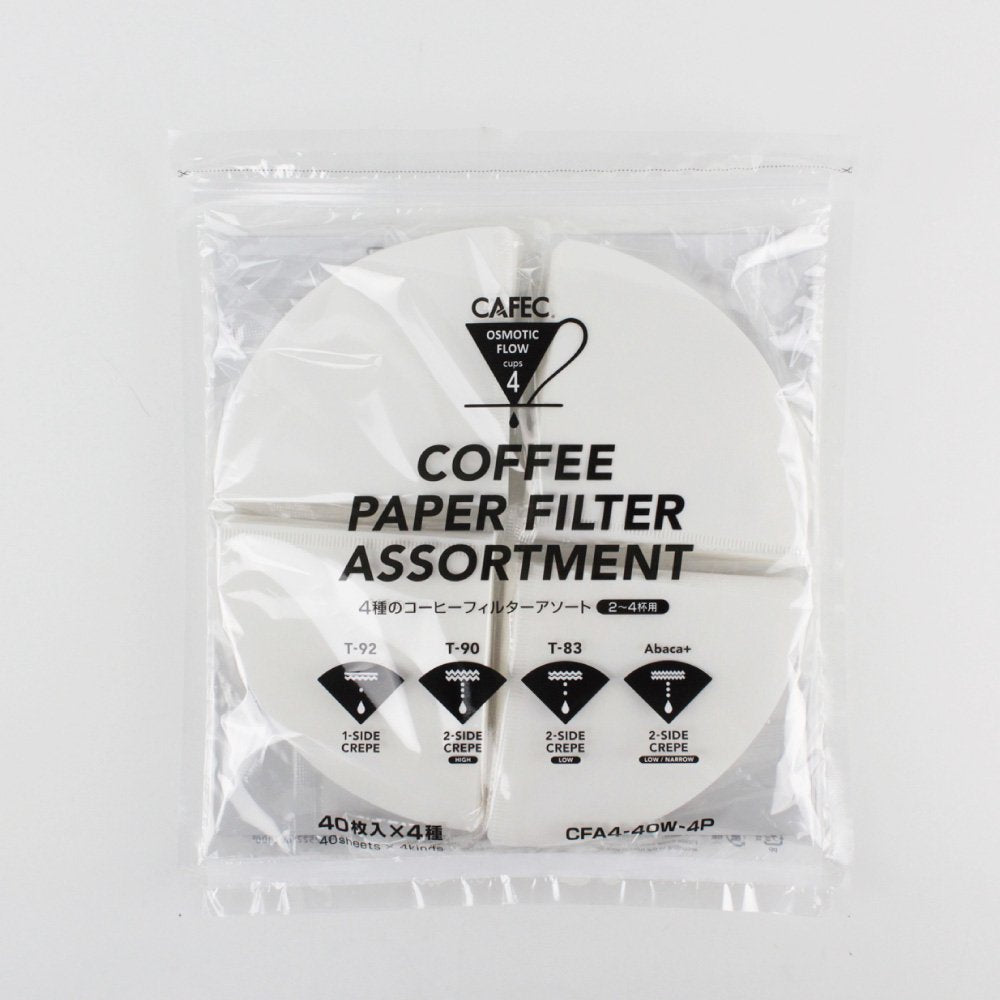 CAFEC®
OSMOTIC
FLOW
cups
4
COFFEE
PAPER FILTER
ASSORTMENT
4種のコーヒーフィルターアソート 2〜4杯用
T-92 T-90 T-83 Abaca+
1-SIDE CREPE
2-SIDE CREPE HIGH
2-SIDE CREPE LOW
2-SIDE CREPE LOW / NARROW
40枚入×4種 CFA4-40W-4P
40sheets × 4kinds